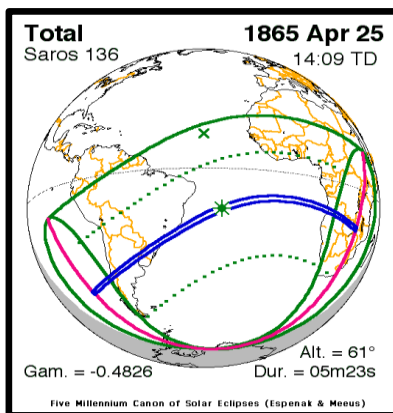 Total 1865 Apr 25
Saros 136 14:09 TD
Alt. = 61°
Gam. = -0.4826 Dur. = 05m23s
Five Millennium Canon of Solar Eclipses (Espenak & Meeus)